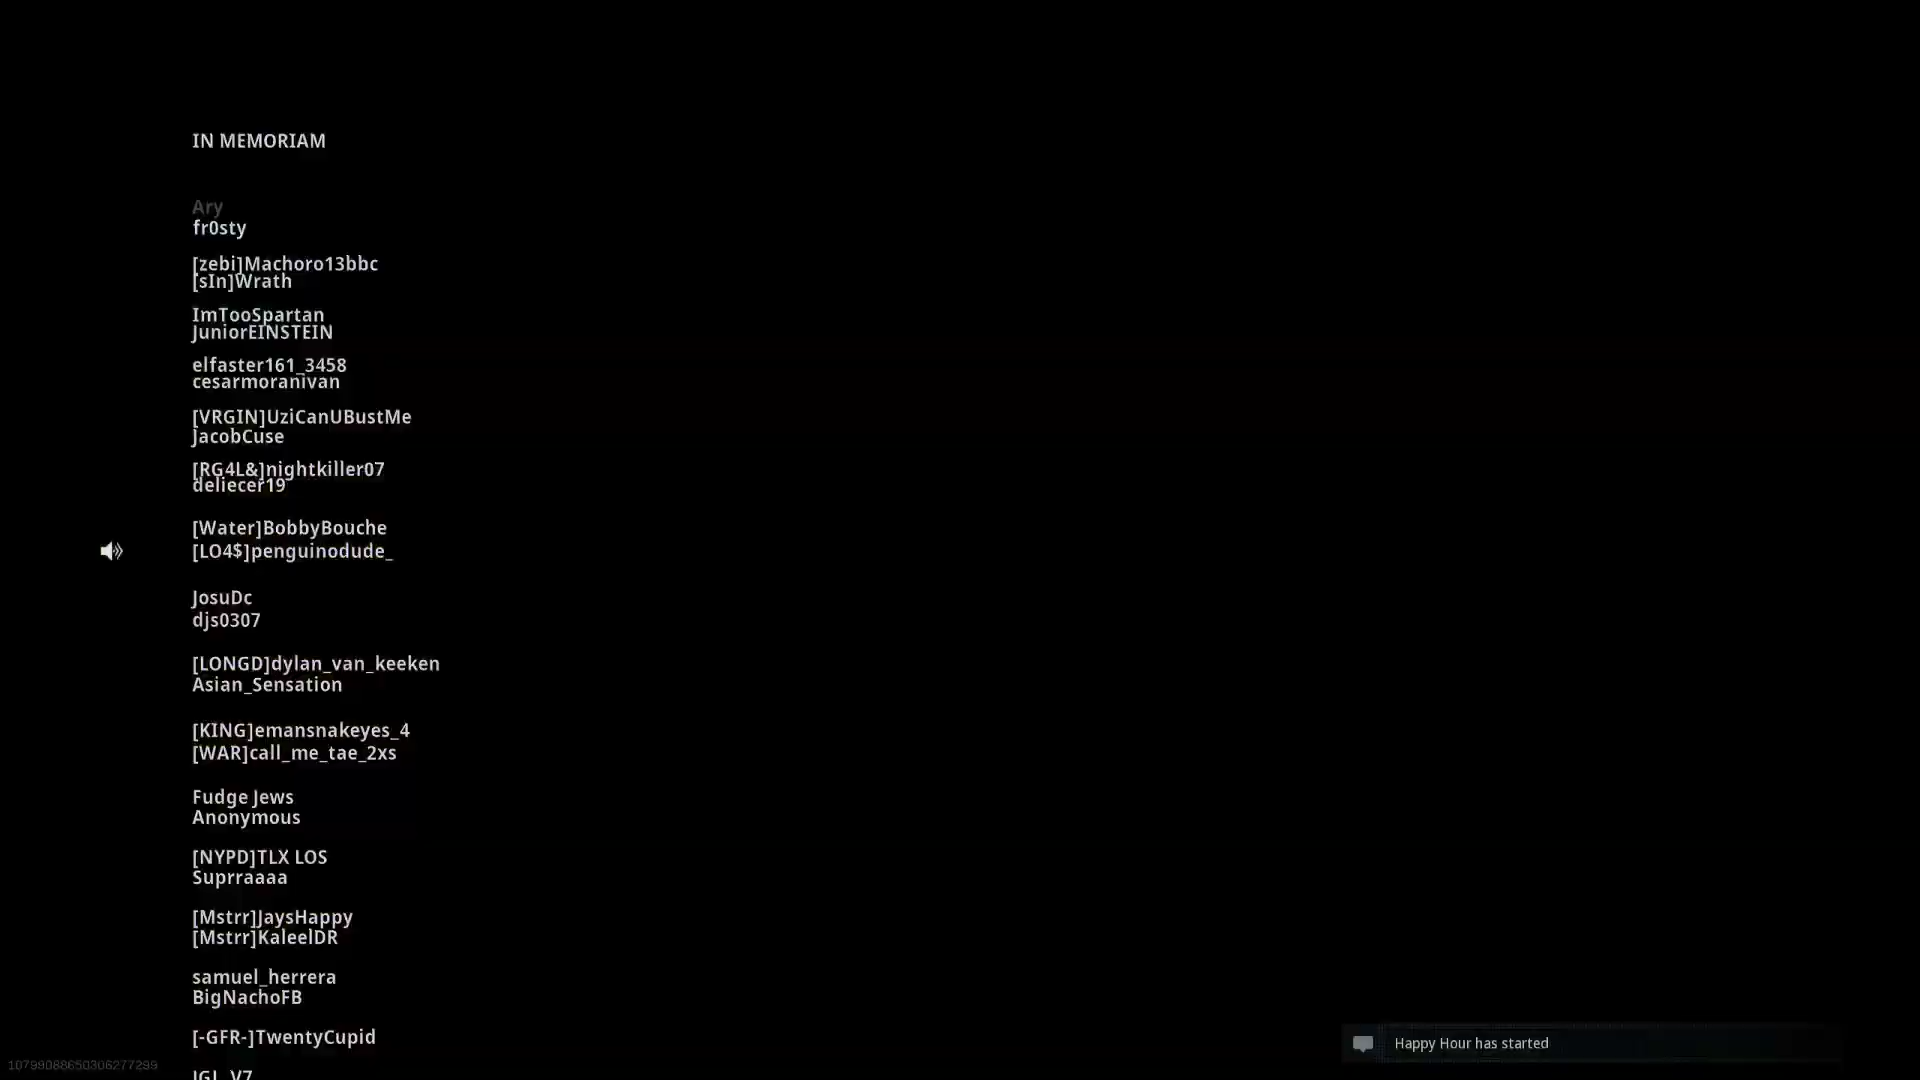 IN MEMORIAM
Ary
fr0sty
[zebi]Machoro13bbc
[sIn]Wrath
ImTooSpartan
JuniorEINSTEIN
elfaster161_3458
cesarmoranivan
[VRGIN]UziCanUBustMe
JacobCuse
[RG4L&]nightkiller07
deliecer19
[Water]BobbyBouche
[LO4$]penguinodude_
JosuDc
djs0307
[LONGD]dylan_van_keeken
Asian_Sensation
[KING]emansnakeyes_4
[WAR]call_me_tae_2xs
Fudge Jews
Anonymous
[NYPD]TLX LOS
Suprraaaa
[Mstrr]JaysHappy
[Mstrr]KaleelDR
samuel_herrera
BigNachoFB
[-GFR-]TwentyCupid
Happy Hour has started
10799088650306277299